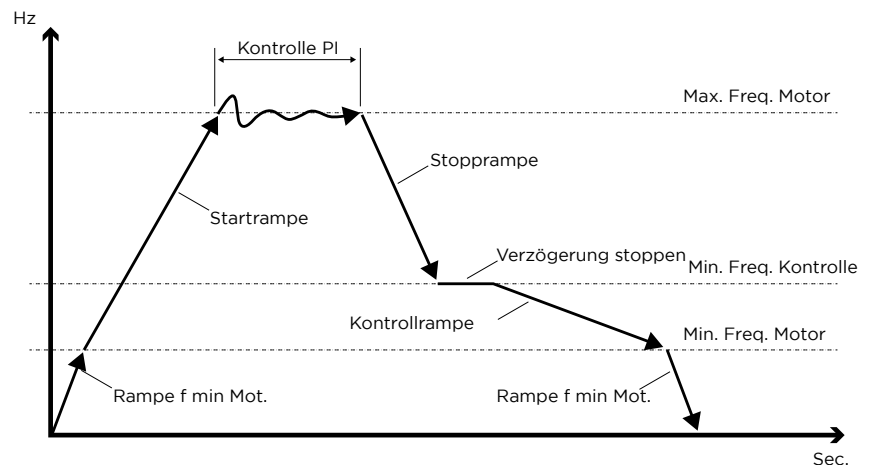 Hz
Kontrolle PI
Max. Freq. Motor
Stopprampe
Startrampe
Verzögerung stoppen
Min. Freq. Kontrolle
Kontrollrampe
Min. Freq. Motor
Rampe f min Mot.
Rampe f min Mot.
Sec.